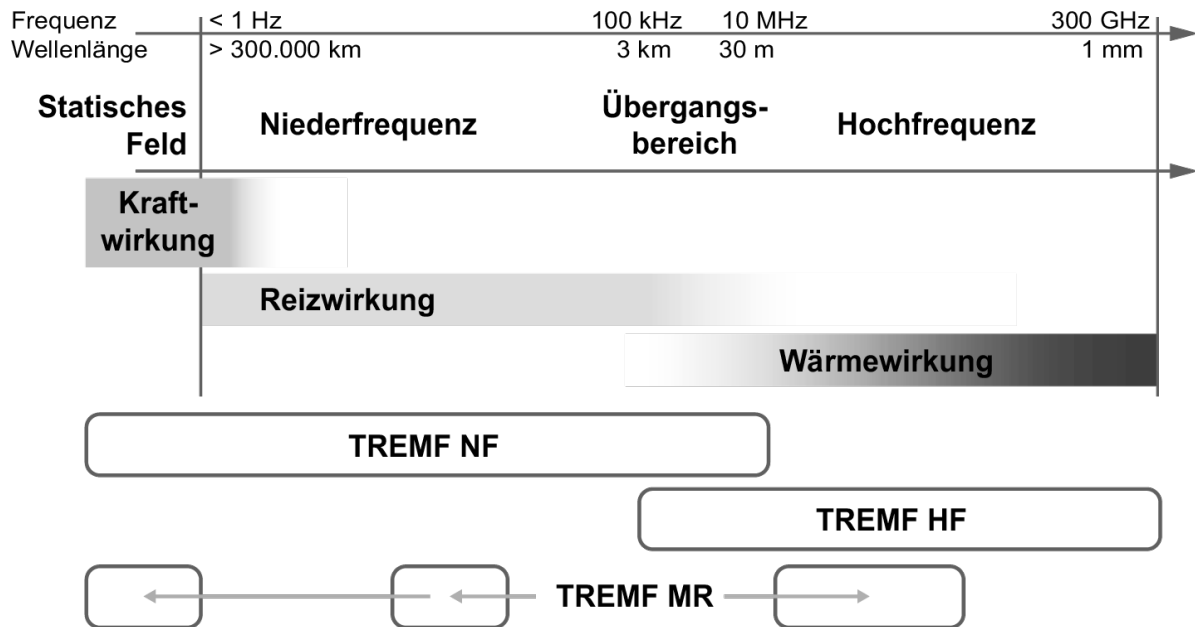 Frequenz < 1 Hz 100 kHz 10 MHz 300 GHz
Wellenlänge > 300.000 km 3 km 30 m 1 mm
Statisches
Feld
Niederfrequenz
Übergangs-
bereich
Hochfrequenz
Kraft-
wirkung
Reizwirkung
Wärmewirkung
TREMF NF
TREMF HF
TREMF MR